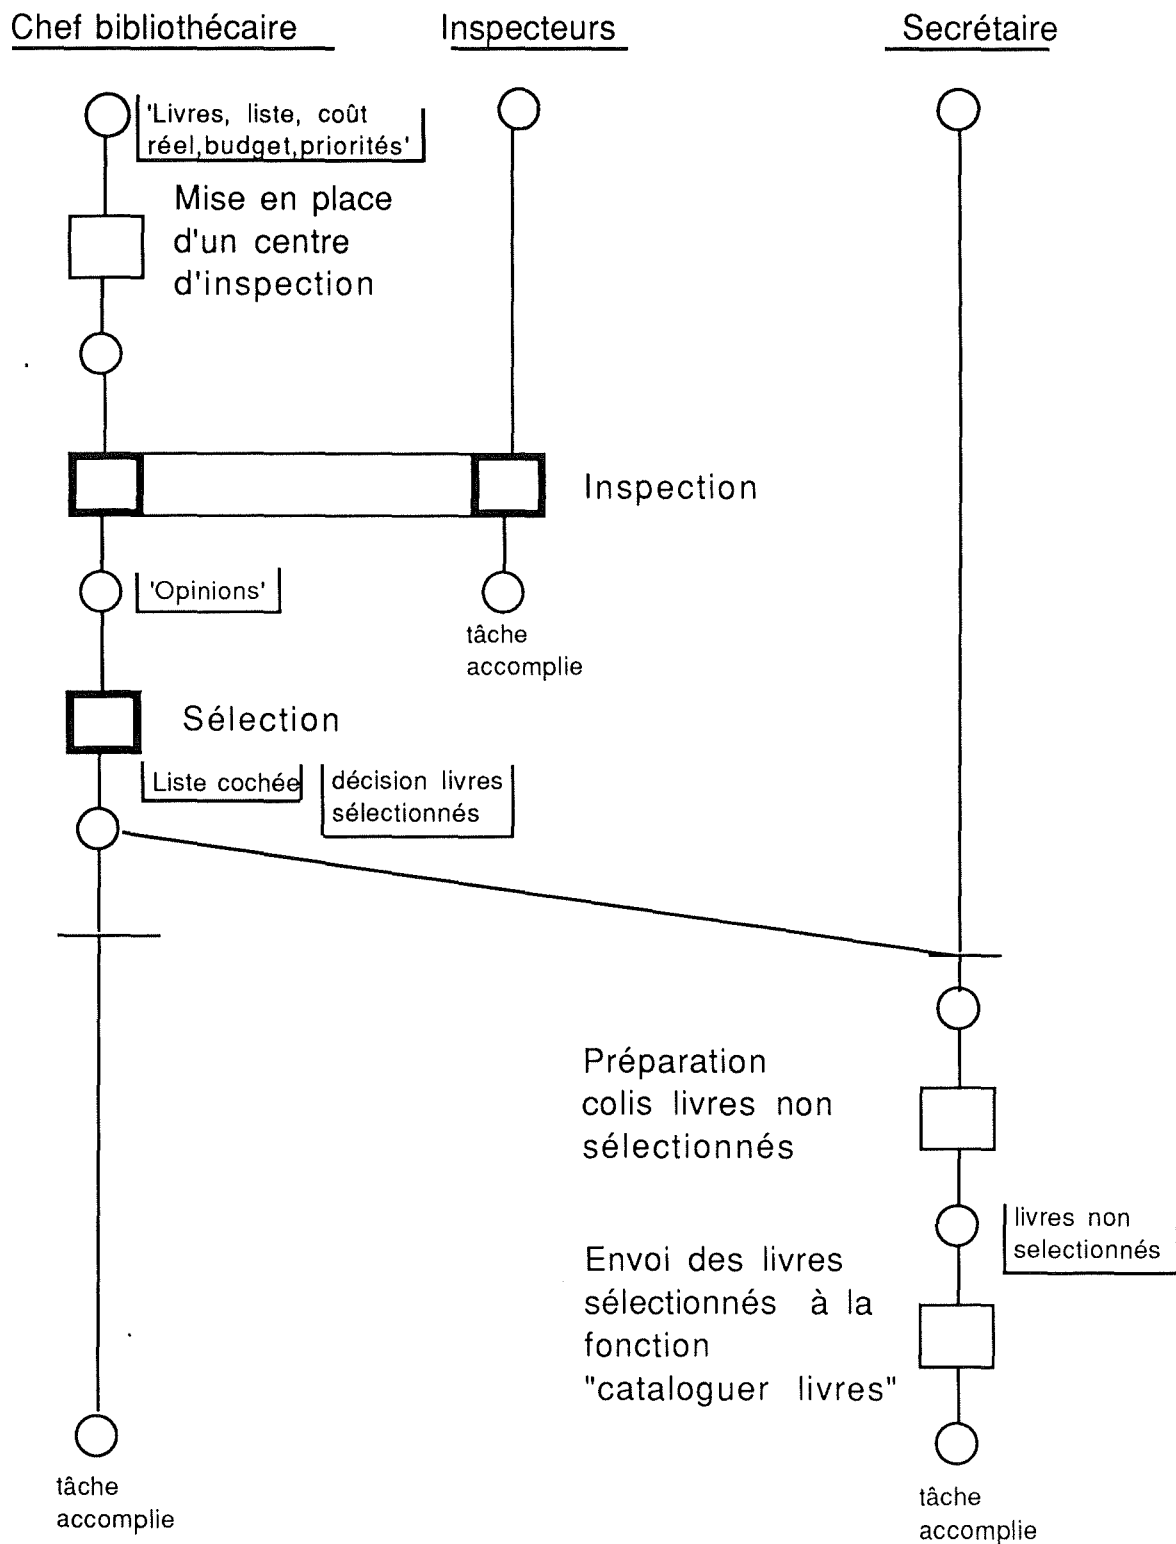 Chef bibliothécaire
Inspecteurs
Secrétaire
'Livres, liste, coût
réel,budget,priorités'
Mise en place
d'un centre
d'inspection
Inspection
'Opinions'
tâche
accomplie
Sélection
Liste cochée
décision livres
sélectionnés
Préparation
colis livres non
sélectionnés
livres non
selectionnés
Envoi des livres
sélectionnés à la
fonction
"cataloguer livres"
tâche
accomplie
tâche
accomplie